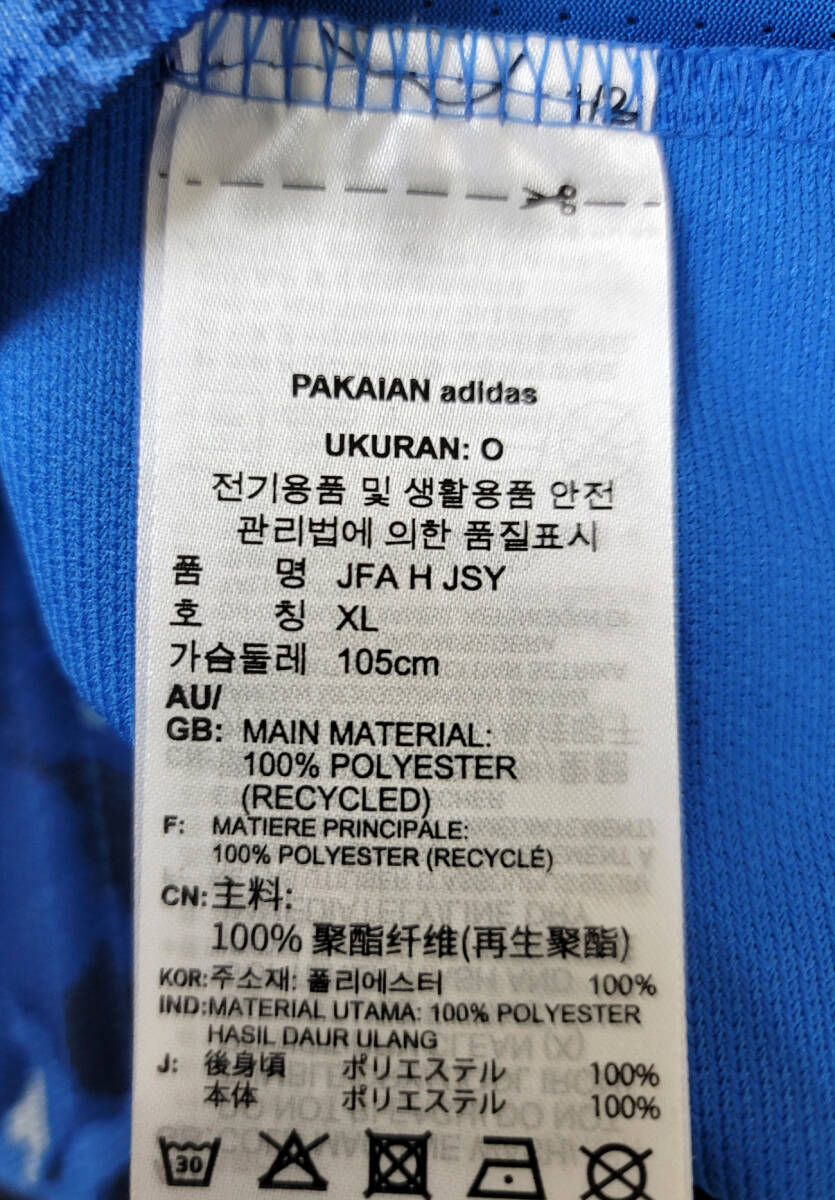 H3
PAKAIAN adidas
UKURAN: O
전기용품 및 생활용품 안전
관리법에 의한 품질표시
품 명 JFA H JSY
호 칭 XL
가슴둘레 105cm
AU/
GB: MAIN MATERIAL:
100% POLYESTER
(RECYCLED)
F: MATIERE PRINCIPALE:
100% POLYESTER (RECYCLÉ)
CN: 主料:
100% 聚酯纤维(再生聚酯)
KOR: 주소재: 폴리에스터 100%
IND: MATERIAL UTAMA: 100% POLYESTER
HASIL DAUR ULANG
J: 後身頃 ポリエステル 100%
本体 ポリエステル 100%
30